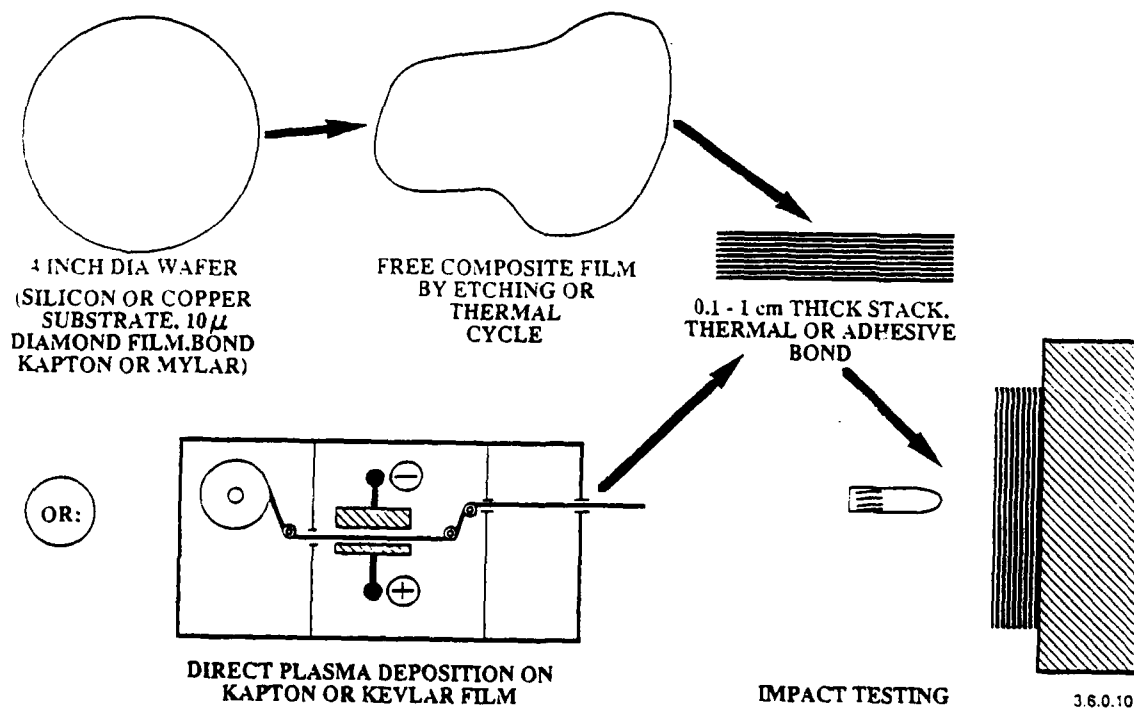 4 INCH DIA WAFER
(SILICON OR COPPER
SUBSTRATE. 10μ
DIAMOND FILM.BOND
KAPTON OR MYLAR)
FREE COMPOSITE FILM
BY ETCHING OR
THERMAL
CYCLE
0.1 - 1 cm THICK STACK.
THERMAL OR ADHESIVE
BOND
OR:
−
+
DIRECT PLASMA DEPOSITION ON
KAPTON OR KEVLAR FILM
IMPACT TESTING
3.6.0.10